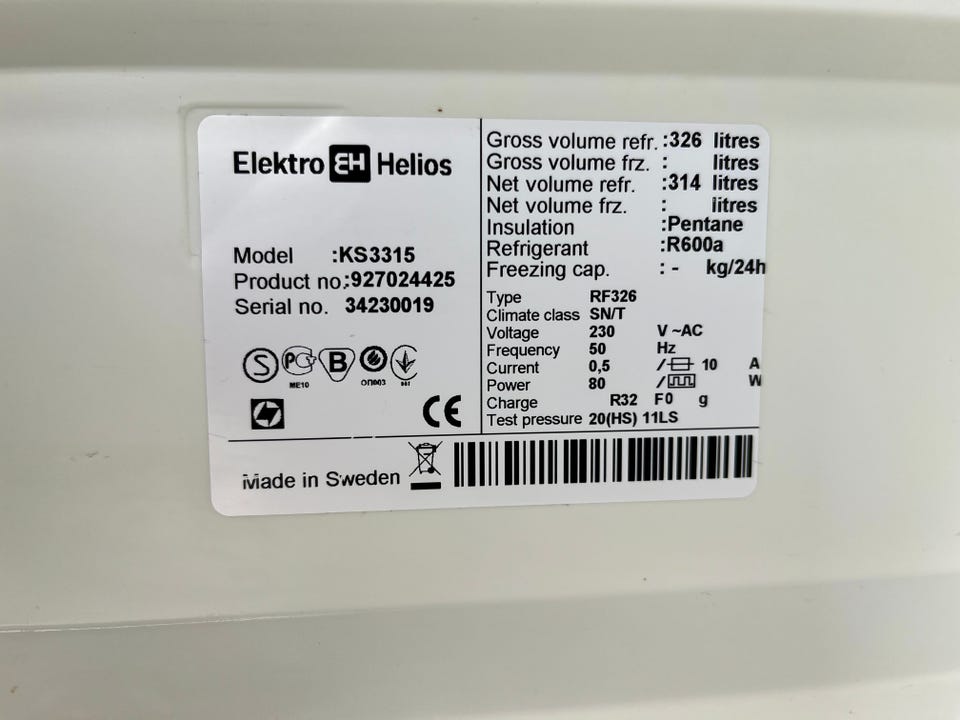 Elektro EH Helios
Model :KS3315
Product no.:927024425
Serial no. 34230019
S PG B
ME10 ОП003
CE
Gross volume refr. :326 litres
Gross volume frz. : litres
Net volume refr. :314 litres
Net volume frz. : litres
Insulation :Pentane
Refrigerant :R600a
Freezing cap. : - kg/24h
Type RF326
Climate class SN/T
Voltage 230 V ~AC
Frequency 50 Hz
Current 0,5 / 10 A
Power 80 / W
Charge R32 F0 g
Test pressure 20(HS) 11LS
Made in Sweden